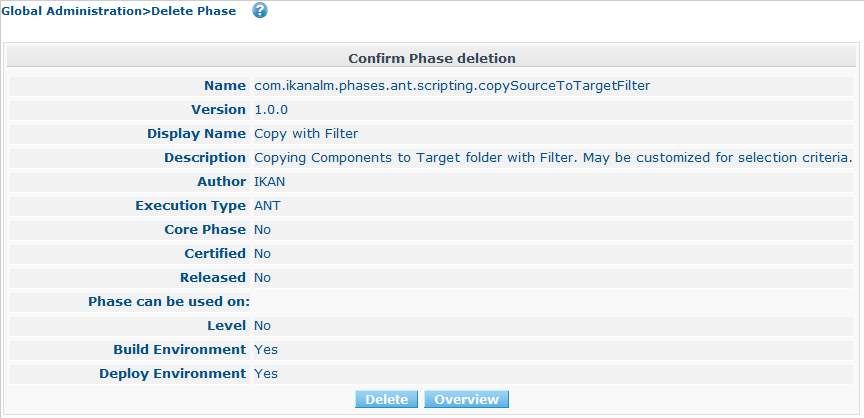 Global Administration>Delete Phase ?
Confirm Phase deletion
Name com.ikanalm.phases.ant.scripting.copySourceToTargetFilter
Version 1.0.0
Display Name Copy with Filter
Description Copying Components to Target folder with Filter. May be customized for selection criteria.
Author IKAN
Execution Type ANT
Core Phase No
Certified No
Released No
Phase can be used on:
Level No
Build Environment Yes
Deploy Environment Yes
Delete Overview